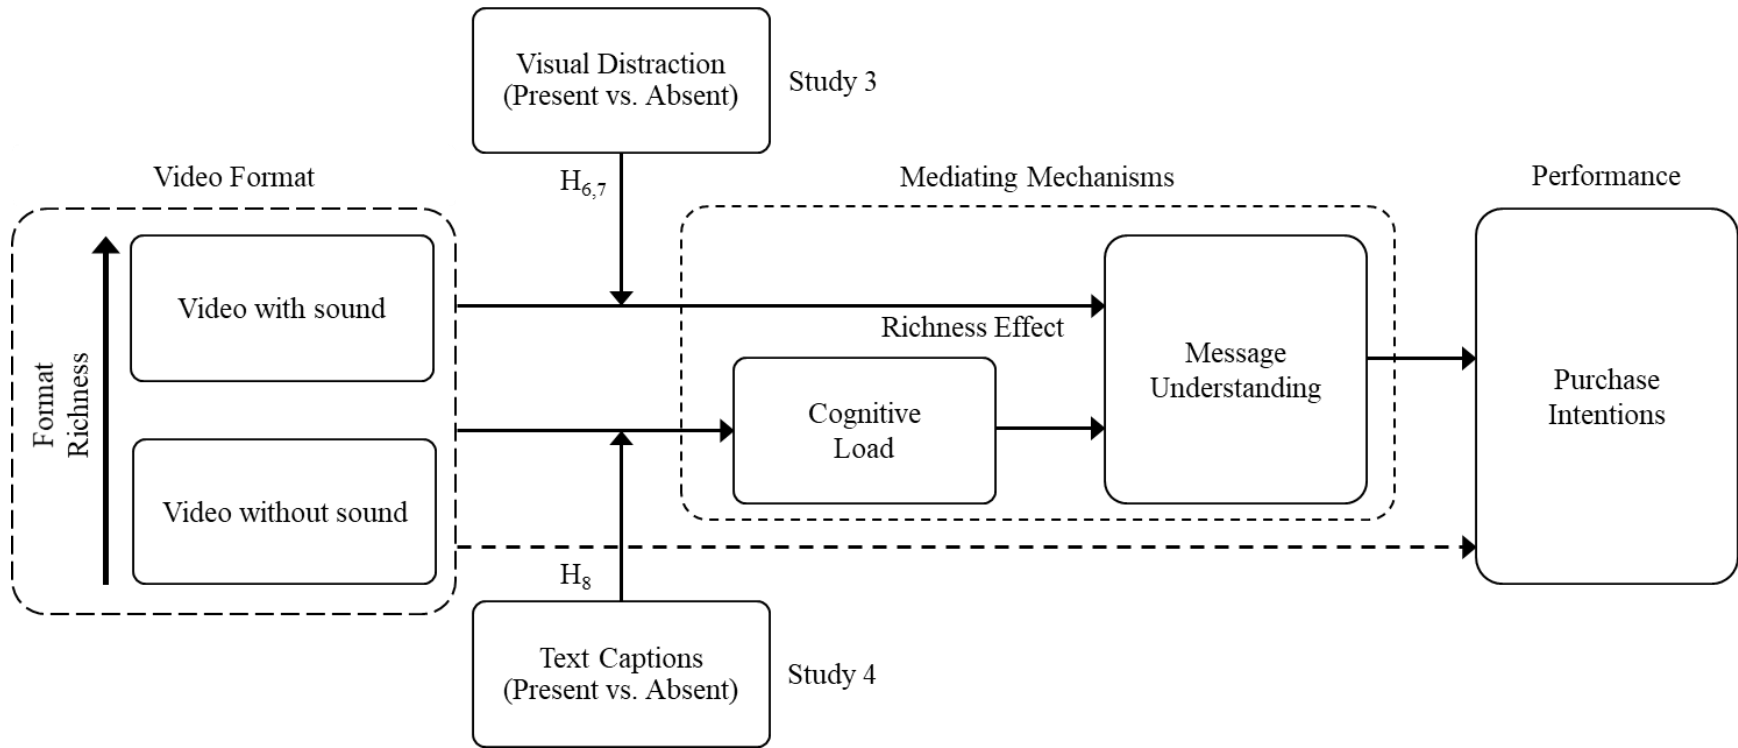 Visual Distraction
(Present vs. Absent)
Study 3
H6,7
Video Format
Mediating Mechanisms
Performance
Format
Richness
Video with sound
Video without sound
Richness Effect
Cognitive
Load
Message
Understanding
Purchase
Intentions
H8
Text Captions
(Present vs. Absent)
Study 4